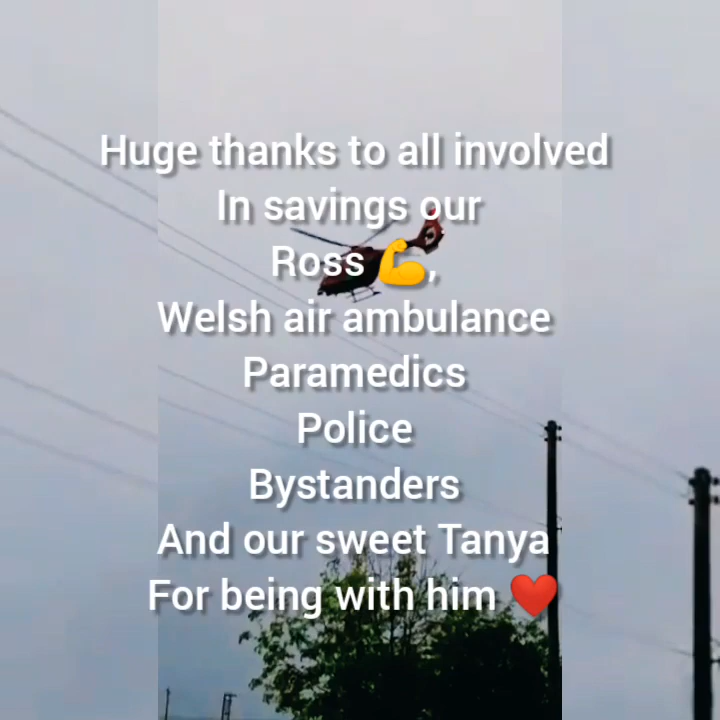 Huge thanks to all involved
In savings our
Ross 💪,
Welsh air ambulance
Paramedics
Police
Bystanders
And our sweet Tanya
For being with him ❤️